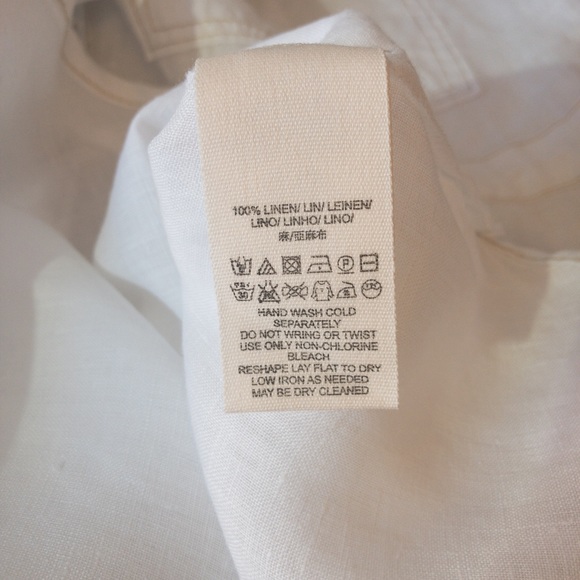 100% LINEN/ LIN/ LEINEN/
LINO/ LINHO/ LINO/
麻/亞麻布
HAND WASH COLD
SEPARATELY
DO NOT WRING OR TWIST
USE ONLY NON-CHLORINE
BLEACH
RESHAPE LAY FLAT TO DRY
LOW IRON AS NEEDED
MAY BE DRY CLEANED